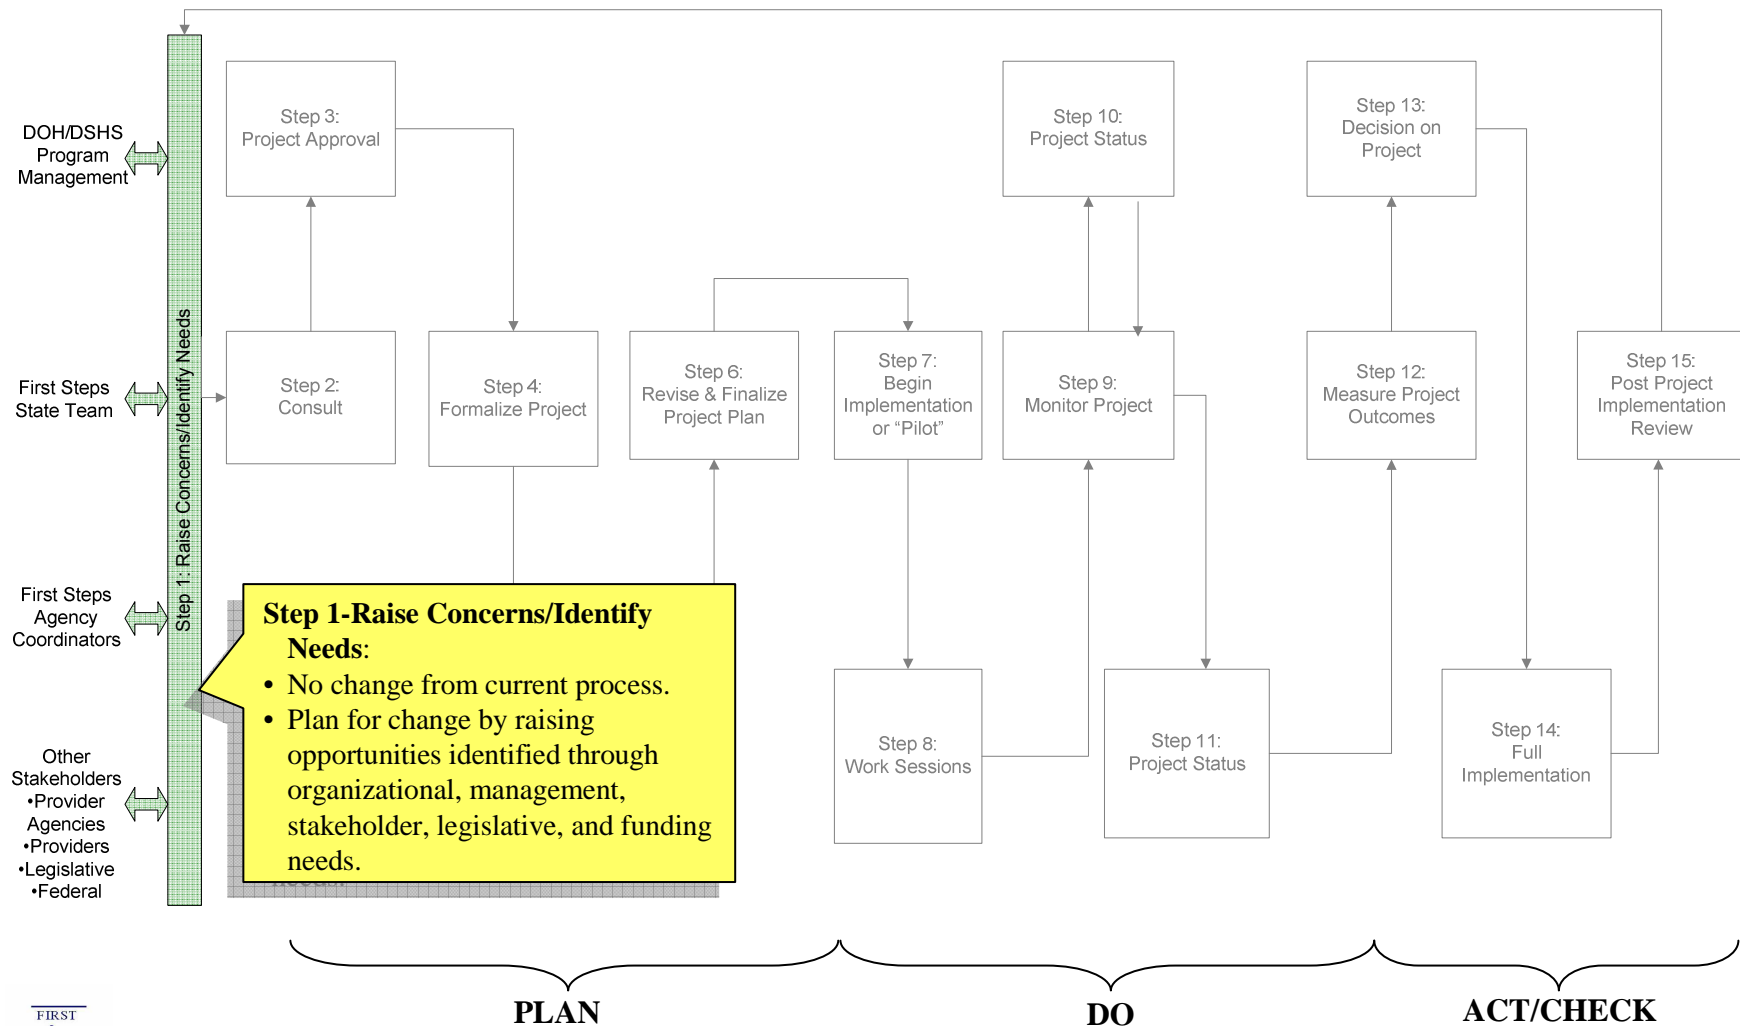 DOH/DSHS
Program
Management
First Steps
State Team
First Steps
Agency
Coordinators
Other
Stakeholders
•Provider
Agencies
•Providers
•Legislative
•Federal
Step 1: Raise Concerns/Identify Needs
Step 3:
Project Approval
Step 2:
Consult
Step 4:
Formalize Project
Step 6:
Revise & Finalize
Project Plan
Step 7:
Begin
Implementation
or “Pilot”
Step 10:
Project Status
Step 9:
Monitor Project
Step 8:
Work Sessions
Step 11:
Project Status
Step 13:
Decision on
Project
Step 12:
Measure Project
Outcomes
Step 14:
Full
Implementation
Step 15:
Post Project
Implementation
Review
Step 1-Raise Concerns/Identify
Needs:
• No change from current process.
• Plan for change by raising
opportunities identified through
organizational, management,
stakeholder, legislative, and funding
needs.
PLAN
DO
ACT/CHECK
FIRST